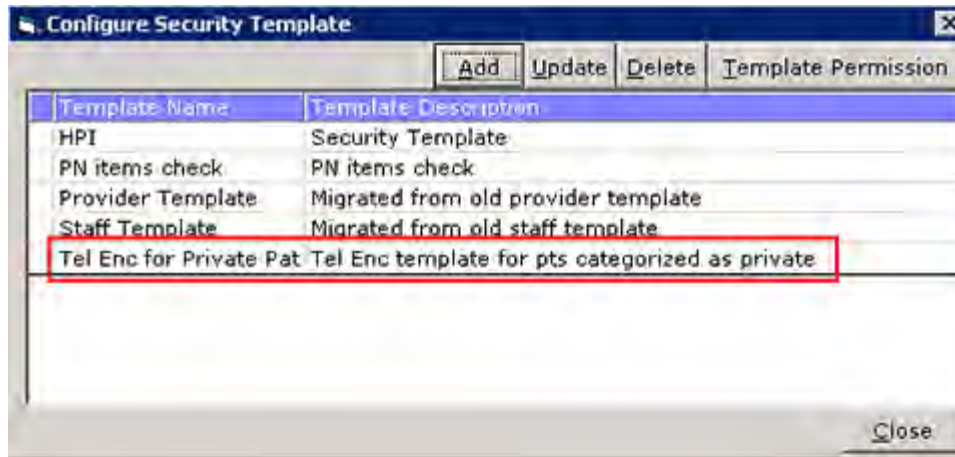 Configure Security Template
Add Update Delete Template Permission
Template Name Template Description
HPI Security Template
PN items check PN items check
Provider Template Migrated from old provider template
Staff Template Migrated from old staff template
Tel Enc for Private Pat Tel Enc template for pts categorized as private
Close